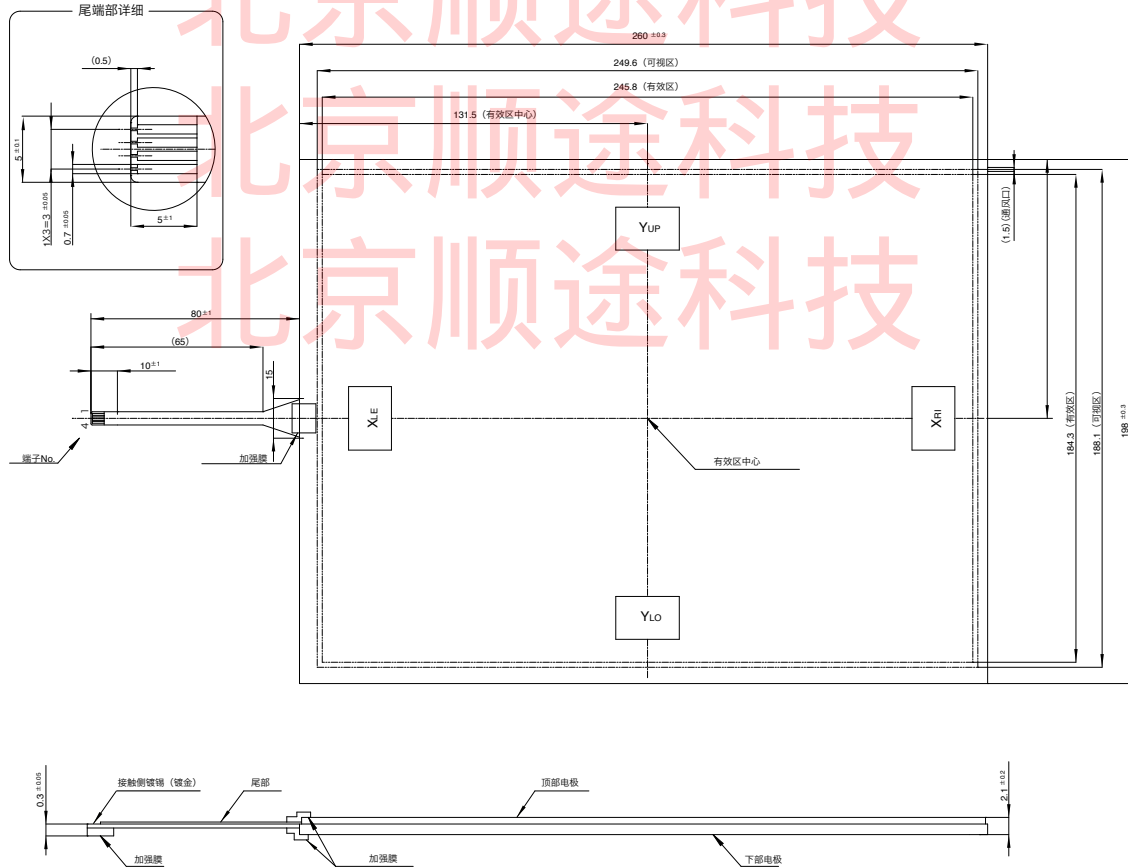 北京顺途科技
尾端部详细
260 ±0.3
(0.5)
249.6（可视区）
245.8（有效区）
北京顺途科技
131.5（有效区中心）
5 ±0.1
1X3=3 ±0.05
0.7 ±0.05
5±1
(1.5)(通风口)
YUP
北京顺途科技
80±1
(65)
10±1
15
1
4
XLE
XRI
184.3（有效区）
188.1（可视区）
198 ±0.3
端子No.
加强膜
有效区中心
YLO
0.3 ±0.05
接触侧镀锡（镀金）
尾部
顶部电极
2.1 ±0.2
加强膜
加强膜
下部电极